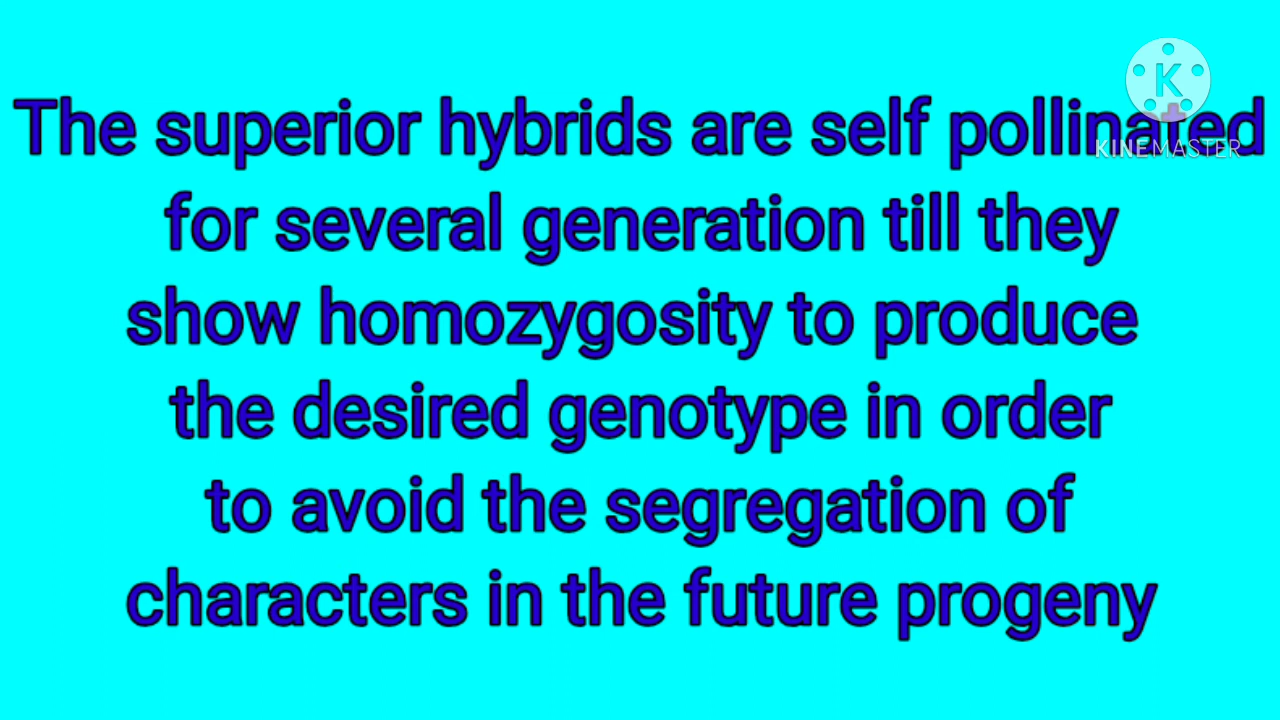 The superior hybrids are self pollinated
for several generation till they
show homozygosity to produce
the desired genotype in order
to avoid the segregation of
characters in the future progeny
K
KINEMASTER